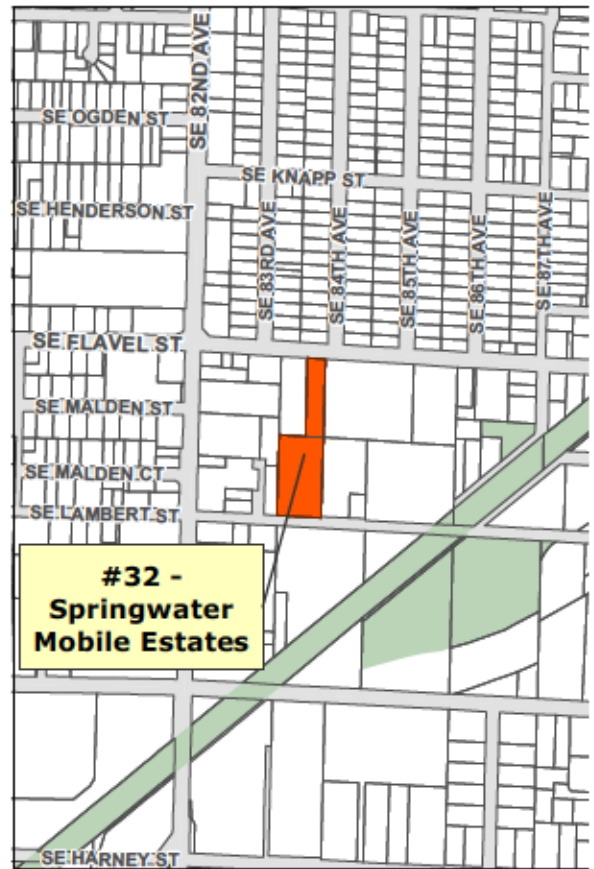 SE 82ND AVE
SE OGDEN ST
SE KNAPP ST
SE HENDERSON ST
SE 83RD AVE
SE 84TH AVE
SE 85TH AVE
SE 86TH AVE
SE 87TH AVE
SE FLAVEL ST
SE MALDEN ST
SE MALDEN CT
SE LAMBERT ST
#32 -
Springwater
Mobile Estates
SE HARNEY ST